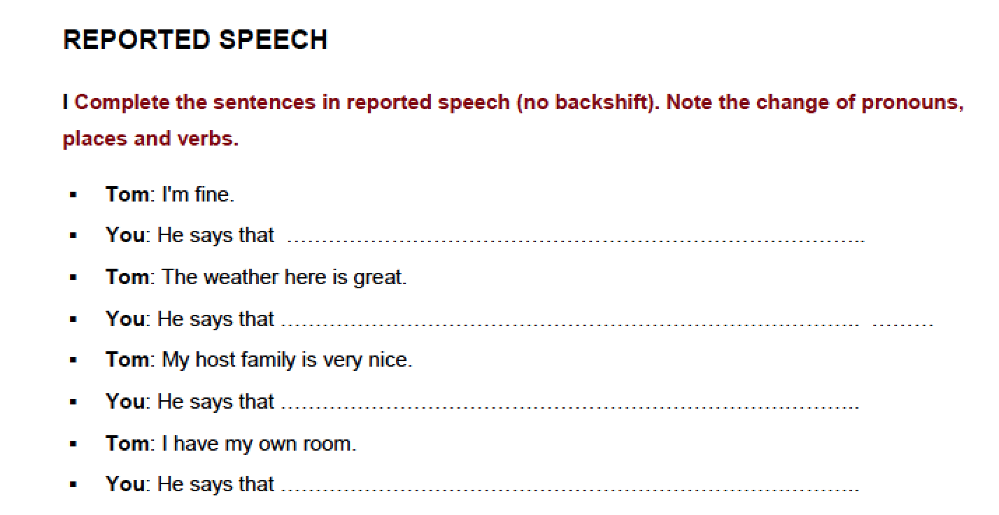 REPORTED SPEECH
I Complete the sentences in reported speech (no backshift). Note the change of pronouns,
places and verbs.
▪ Tom: I'm fine.
▪ You: He says that ……………………………………………………………………………..
▪ Tom: The weather here is great.
▪ You: He says that …………………………………………………………………………….. ………
▪ Tom: My host family is very nice.
▪ You: He says that ……………………………………………………………………………..
▪ Tom: I have my own room.
▪ You: He says that ……………………………………………………………………………..